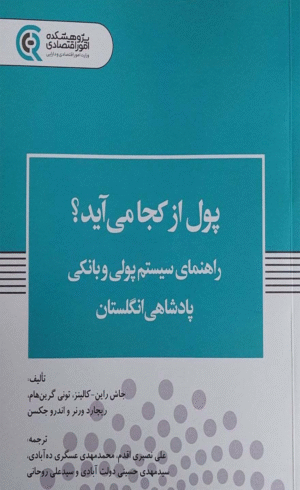 پژوهشکده
امور اقتصادی
وزارت امور اقتصادی و دارایی
پول از کجا می‌آید؟
راهنمای سیستم پولی و بانکی
پادشاهی انگلستان
تألیف:
جاش راین-کالینز، تونی گرین‌هام،
ریچارد ورنر و اندرو جکسن
ترجمه:
علی نصیری اقدم، محمدمهدی عسکری ده‌آبادی،
سیدمهدی حسینی دولت آبادی و سیدعلی روحانی